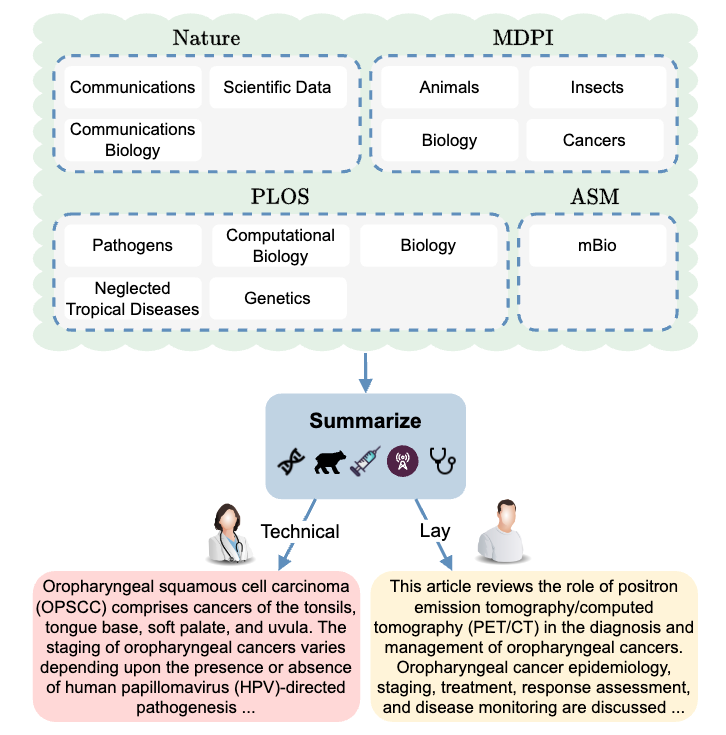 Nature
MDPI
Communications
Scientific Data
Animals
Insects
Communications
Biology
Biology
Cancers
PLOS
ASM
Pathogens
Computational
Biology
Biology
mBio
Neglected
Tropical Diseases
Genetics
Summarize
Technical
Lay
Oropharyngeal squamous cell carcinoma
(OPSCC) comprises cancers of the tonsils,
tongue base, soft palate, and uvula. The
staging of oropharyngeal cancers varies
depending upon the presence or absence
of human papillomavirus (HPV)-directed
pathogenesis ...
This article reviews the role of positron
emission tomography/computed
tomography (PET/CT) in the diagnosis and
management of oropharyngeal cancers.
Oropharyngeal cancer epidemiology,
staging, treatment, response assessment,
and disease monitoring are discussed ...